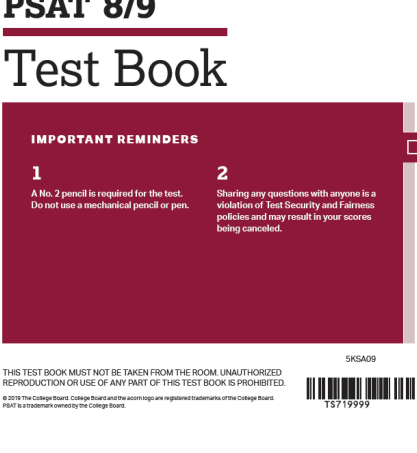 PSAT 8/9
Test Book
IMPORTANT REMINDERS
1
A No. 2 pencil is required for the test.
Do not use a mechanical pencil or pen.
2
Sharing any questions with anyone is a
violation of Test Security and Fairness
policies and may result in your scores
being canceled.
5KSA09
THIS TEST BOOK MUST NOT BE TAKEN FROM THE ROOM. UNAUTHORIZED
REPRODUCTION OR USE OF ANY PART OF THIS TEST BOOK IS PROHIBITED.
© 2019 The College Board. College Board and the acorn logo are registered trademarks of the College Board.
PSAT is a trademark owned by the College Board.
TS719999